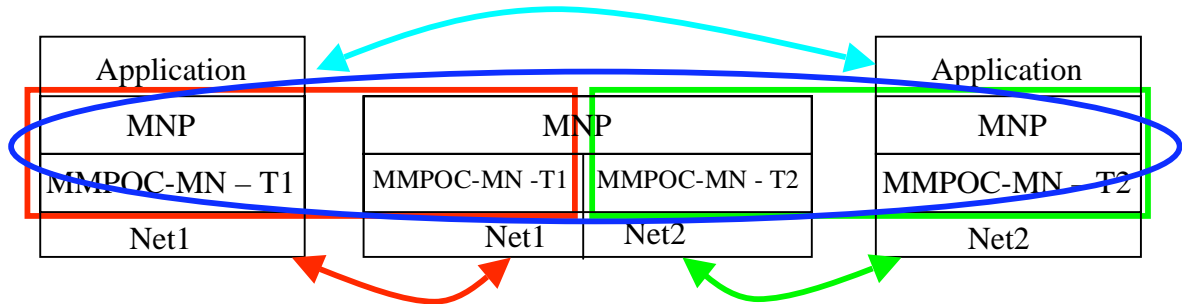 Application Application
MNP MNP MNP
MMPOC-MN – T1 MMPOC-MN -T1 MMPOC-MN - T2 MMPOC-MN – T2
Net1 Net1 Net2 Net2